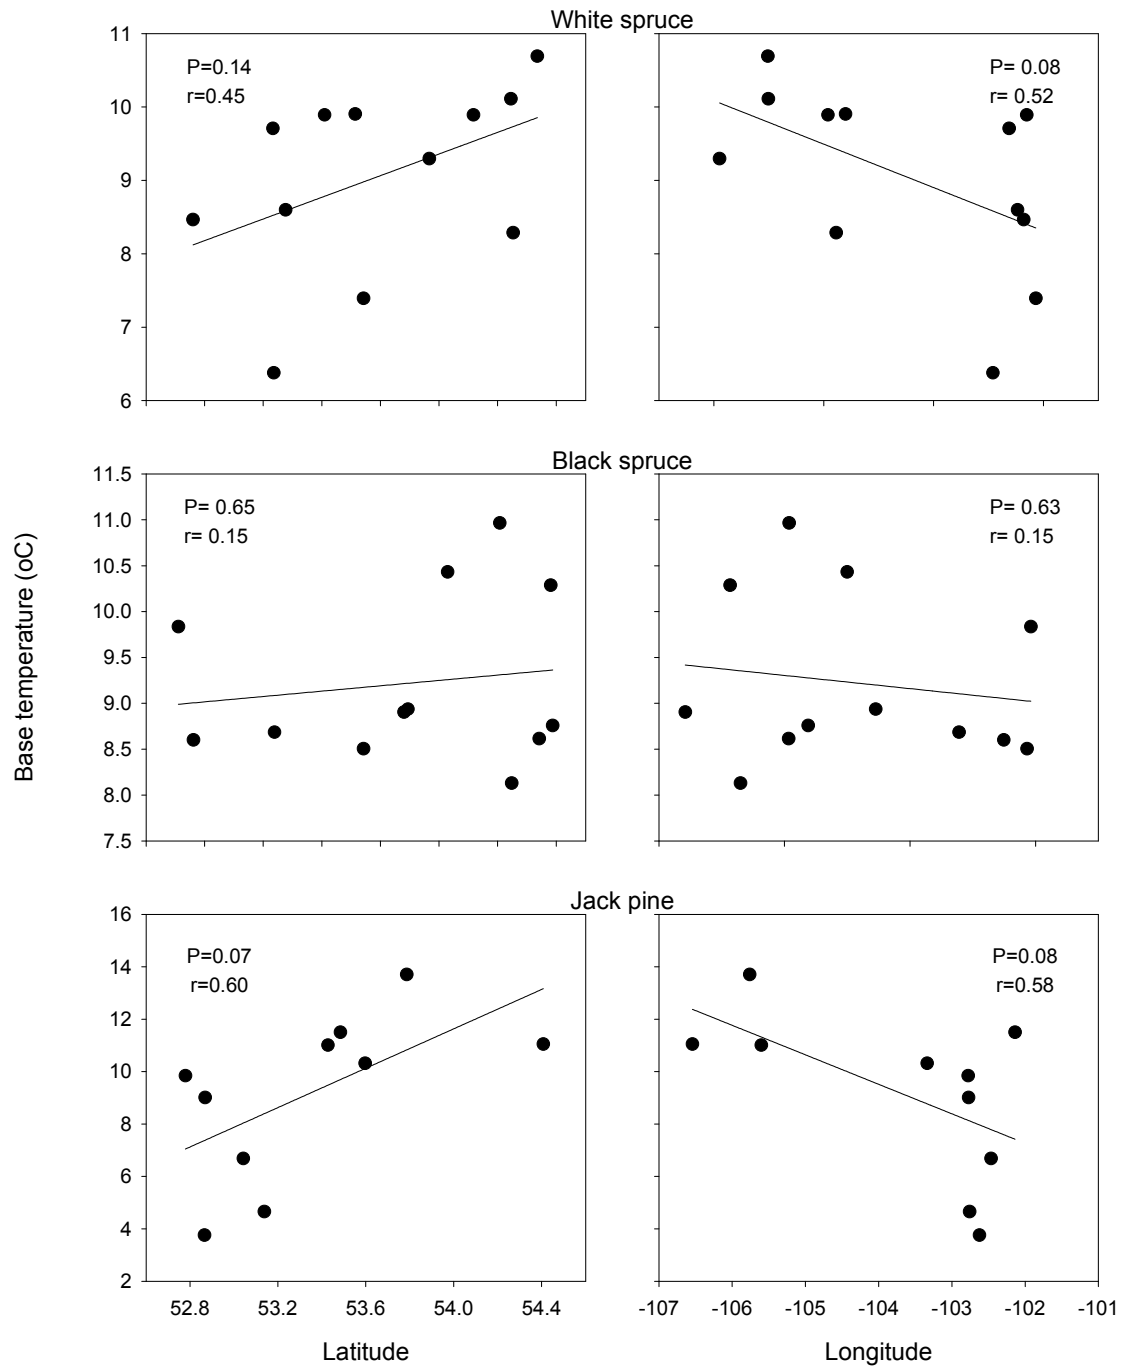 White spruce
11
10
9
8
7
6
P=0.14
r=0.45
P= 0.08
r= 0.52
Black spruce
11.5
11.0
10.5
10.0
9.5
9.0
8.5
8.0
7.5
P= 0.65
r= 0.15
P= 0.63
r= 0.15
Base temperature (oC)
Jack pine
16
14
12
10
8
6
4
2
P=0.07
r=0.60
P=0.08
r=0.58
52.8 53.2 53.6 54.0 54.4
-107 -106 -105 -104 -103 -102 -101
Latitude
Longitude